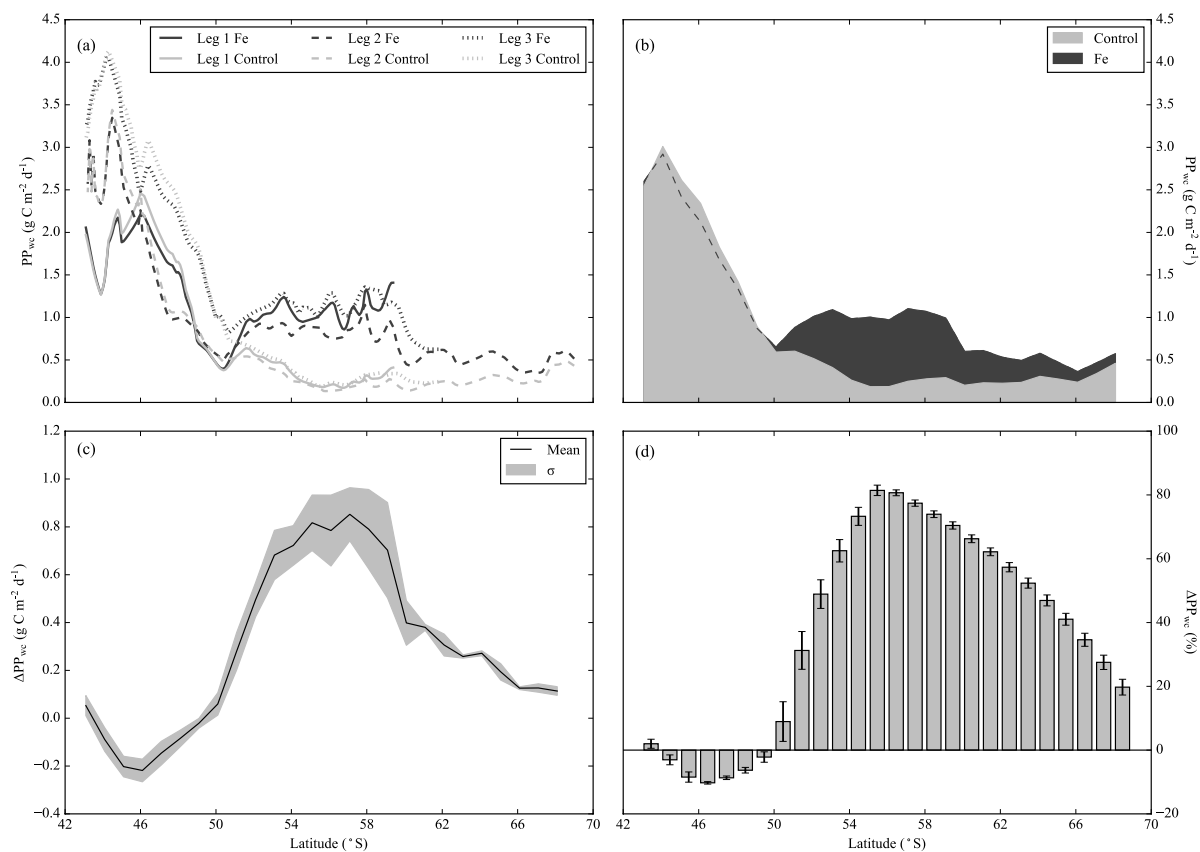 (a)
Leg 1 Fe
Leg 2 Fe
Leg 3 Fe
Leg 1 Control
Leg 2 Control
Leg 3 Control
4.5
4.0
3.5
3.0
2.5
2.0
1.5
1.0
0.5
0.0
PPwc (g C m⁻² d⁻¹)
(b)
Control
Fe
4.5
4.0
3.5
3.0
2.5
2.0
1.5
1.0
0.5
0.0
PPwc (g C m⁻² d⁻¹)
(c)
Mean
σ
1.2
1.0
0.8
0.6
0.4
0.2
0.0
−0.2
−0.4
ΔPPwc (g C m⁻² d⁻¹)
42 46 50 54 58 62 66 70
Latitude (°S)
(d)
100
80
60
40
20
0
−20
ΔPPwc (%)
42 46 50 54 58 62 66 70
Latitude (°S)